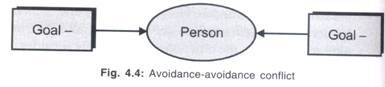 Goal – Person Goal –
Fig. 4.4: Avoidance-avoidance conflict